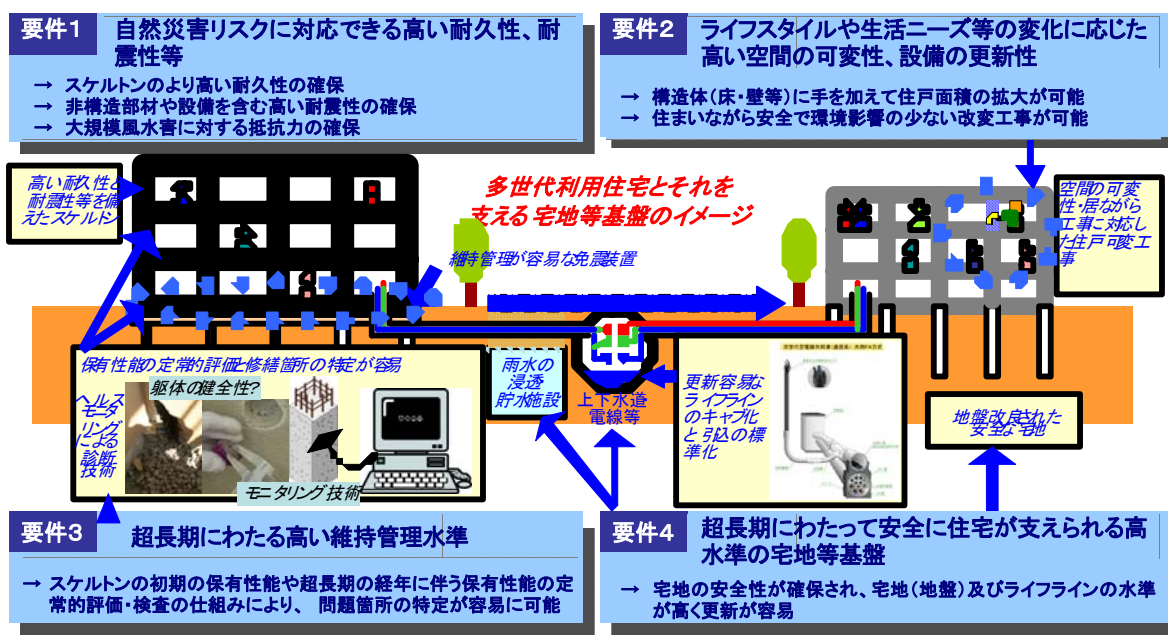 要件1
自然災害リスクに対応できる高い耐久性、耐
震性等
→ スケルトンのより高い耐久性の確保
→ 非構造部材や設備を含む高い耐震性の確保
→ 大規模風水害に対する抵抗力の確保
要件2
ライフスタイルや生活ニーズ等の変化に応じた
高い空間の可変性、設備の更新性
→ 構造体(床・壁等)に手を加えて住戸面積の拡大が可能
→ 住まいながら安全で環境影響の少ない改変工事が可能
高い耐久性と
耐震性等を備
えたスケルトン
多世代利用住宅とそれを
支える宅地等基盤のイメージ
維持管理が容易な免震装置
空間の可変
性・居ながら
工事に対応し
た住戸可変工
事
保有性能の定常的評価と修繕箇所の特定が容易
躯体の健全性?
ヘルス
モニタ
リング
による
診断
技術
モニタリング技術
雨水の
浸透
貯水施設
上下水道
電線等
更新容易な
ライフライン
のキャブ化
と引込の標
準化
地盤改良された
安全な宅地
要件3
超長期にわたる高い維持管理水準
→ スケルトンの初期の保有性能や超長期の経年に伴う保有性能の定
常的評価・検査の仕組みにより、 問題箇所の特定が容易に可能
要件4
超長期にわたって安全に住宅が支えられる高
水準の宅地等基盤
→ 宅地の安全性が確保され、宅地(地盤)及びライフラインの水準
が高く更新が容易